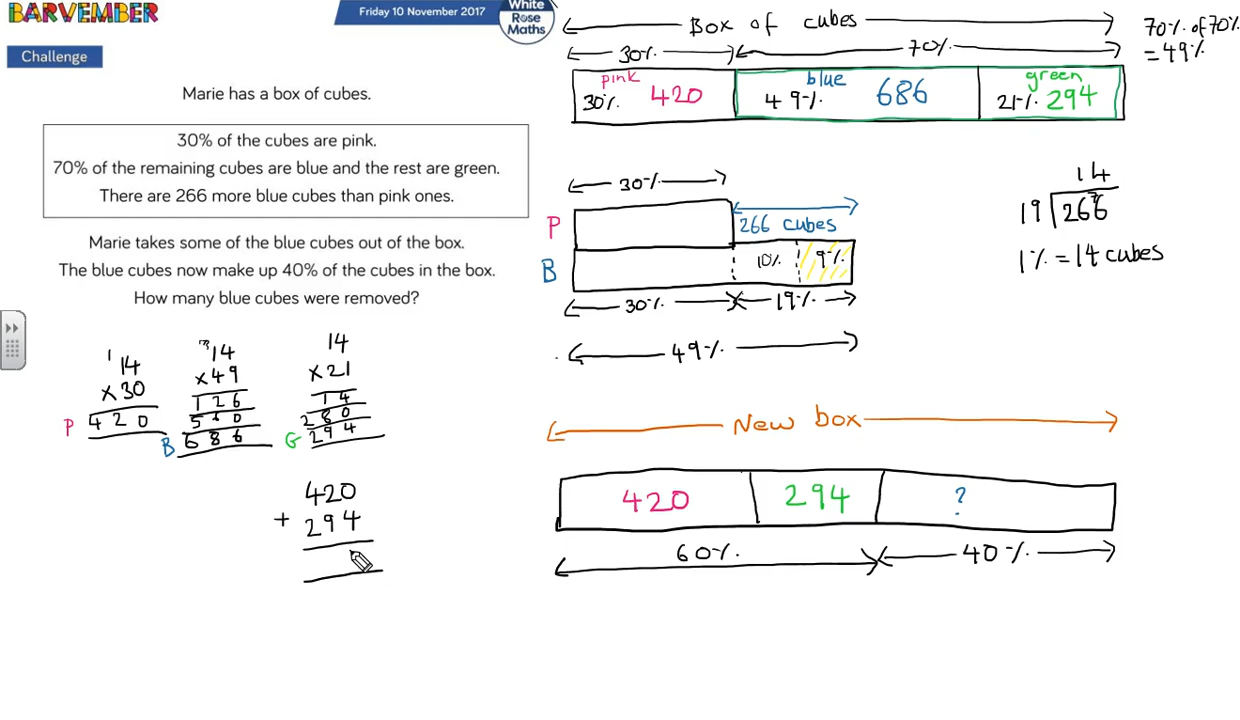 BARVEMBER
Friday 10 November 2017
White
Rose
Maths
Challenge
Marie has a box of cubes.
30% of the cubes are pink.
70% of the remaining cubes are blue and the rest are green.
There are 266 more blue cubes than pink ones.
Marie takes some of the blue cubes out of the box.
The blue cubes now make up 40% of the cubes in the box.
How many blue cubes were removed?
1
14
×30
P 420
3
14
×49
126
560
B 686
14
×21
14
280
G 294
420
+ 294
Box of cubes
30% 70%
pink blue green
30% 420 49% 686 21% 294
70% of 70%
= 49%
30%
P 266 cubes
B 10% 9%
30% 19%
49%
14
19 266
7
1% = 14 cubes
New box
420 294 ?
60% 40%